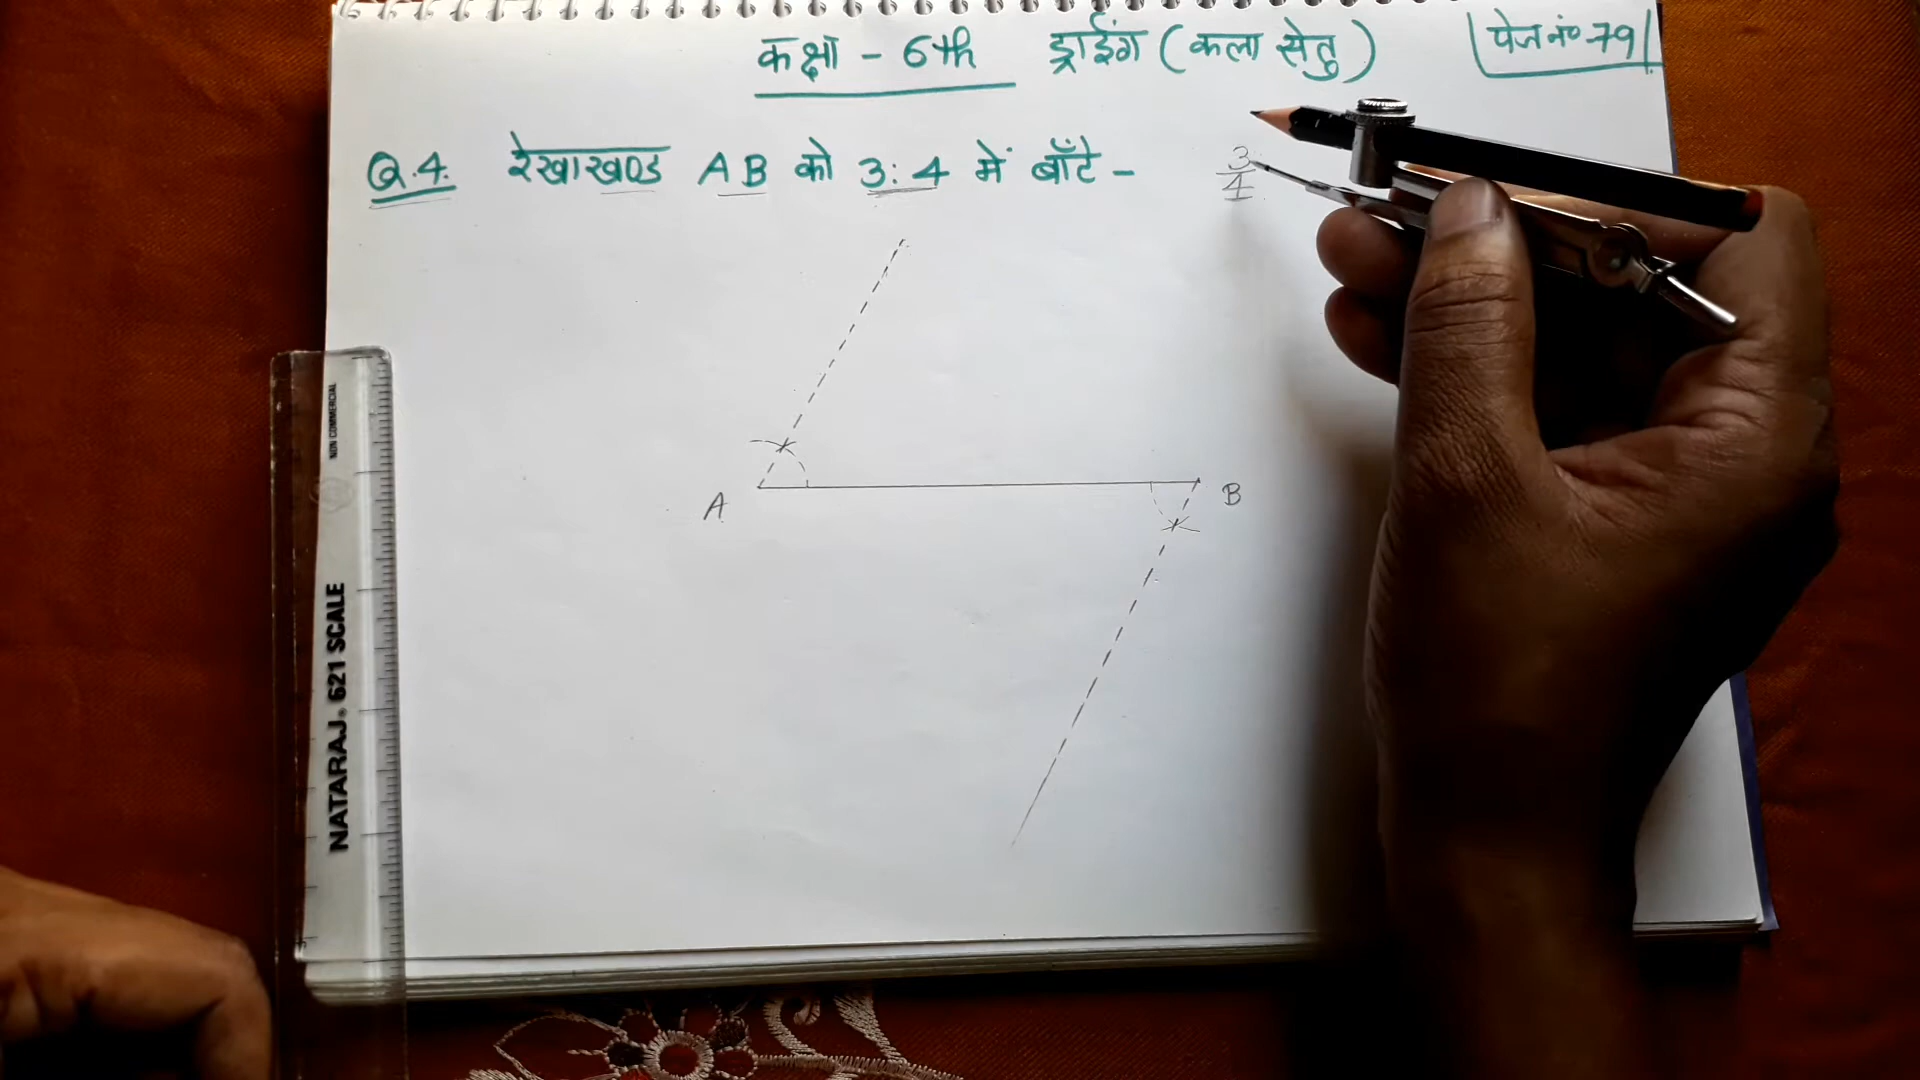 कक्षा - 6th ड्राईंग (कला सेतु) पेज नं० 79
Q.4. रेखाखण्ड AB को 3:4 में बाँटे -
3
4
A
B
NON COMMERCIAL
NATARAJ. 621 SCALE